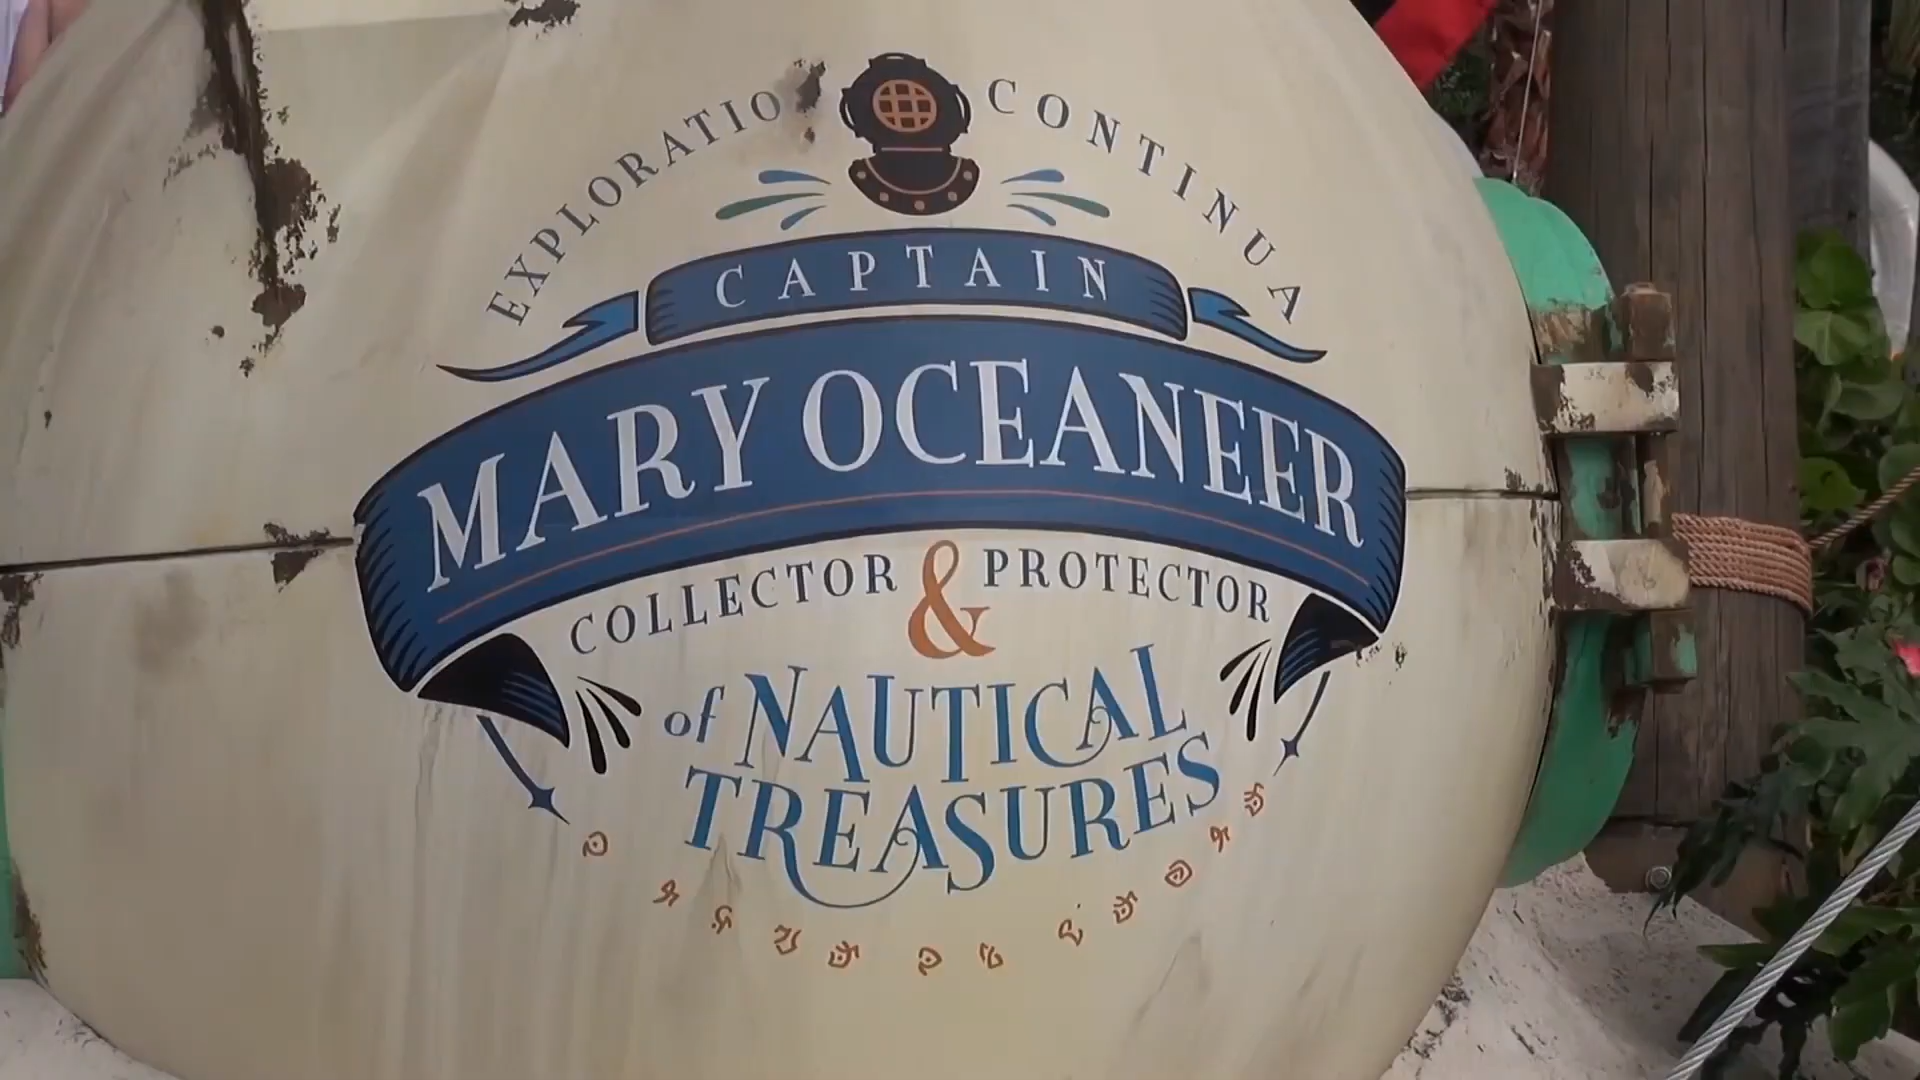 EXPLORATIO CONTINUA
CAPTAIN
MARY OCEANEER
COLLECTOR & PROTECTOR
of NAUTICAL
TREASURES